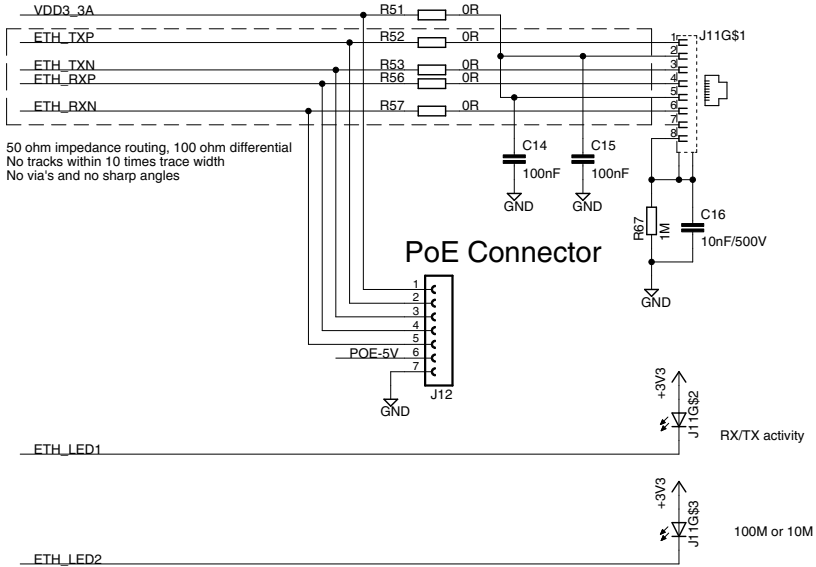 VDD3_3A R51 0R
ETH_TXP R52 0R
ETH_TXN R53 0R
ETH_RXP R56 0R
ETH_RXN R57 0R
J11G$1
1
2
3
4
5
6
7
8
50 ohm impedance routing, 100 ohm differential
No tracks within 10 times trace width
No via's and no sharp angles
C14
100nF
GND
C15
100nF
GND
R67
1M
C16
10nF/500V
GND
PoE Connector
1
2
3
4
5
POE-5V 6
7
J12
GND
+3V3
J11G$2
RX/TX activity
ETH_LED1
+3V3
J11G$3
100M or 10M
ETH_LED2